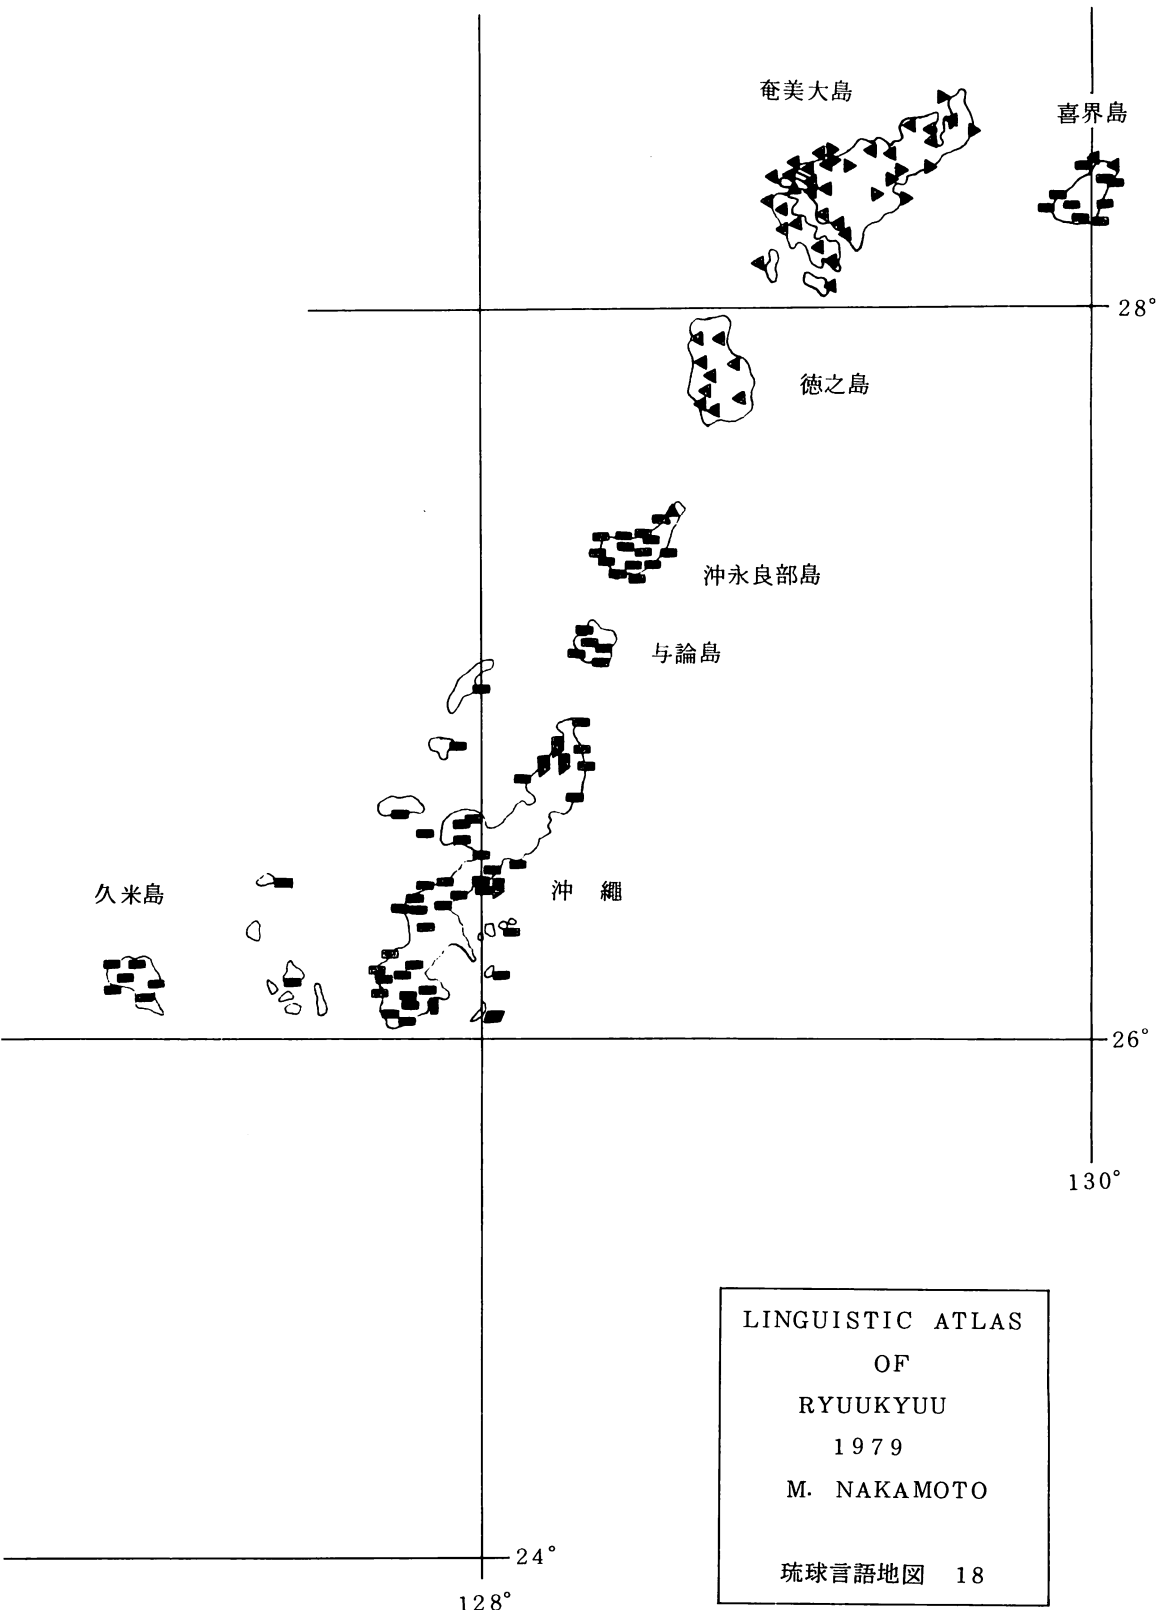 奄美大島
喜界島
28°
徳之島
沖永良部島
与論島
久米島
沖 縄
26°
130°
LINGUISTIC ATLAS
OF
RYUUKYUU
1979
M. NAKAMOTO
琉球言語地図 18
24°
128°